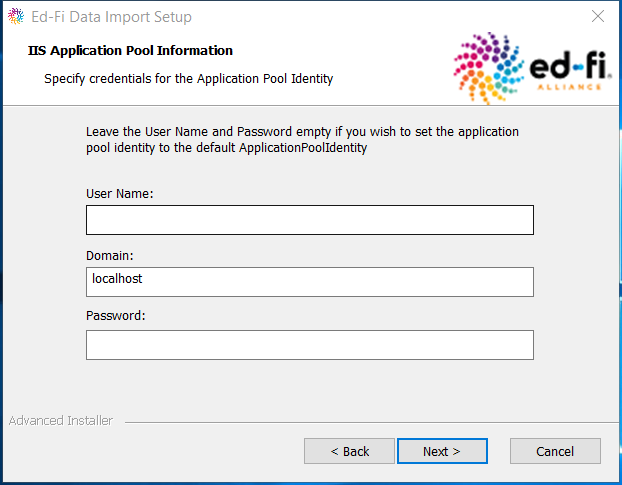 Ed-Fi Data Import Setup
IIS Application Pool Information
Specify credentials for the Application Pool Identity
ed-fi.
ALLIANCE
Leave the User Name and Password empty if you wish to set the application
pool identity to the default ApplicationPoolIdentity
User Name:
Domain:
localhost
Password:
Advanced Installer
< Back
Next >
Cancel